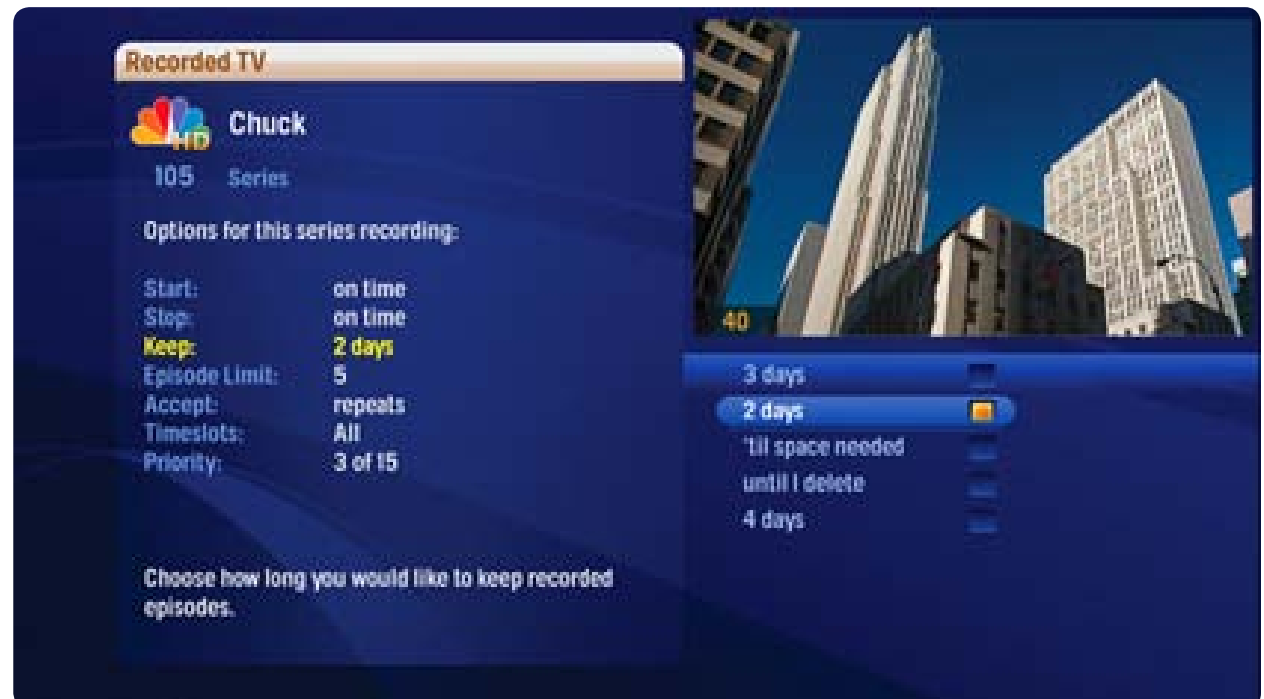 Recorded TV
HD
Chuck
105 Series
Options for this series recording:
Start: on time
Stop: on time
Keep: 2 days
Episode Limit: 5
Accept: repeats
Timeslots: All
Priority: 3 of 15
Choose how long you would like to keep recorded
episodes.
40
3 days
2 days
'til space needed
until I delete
4 days